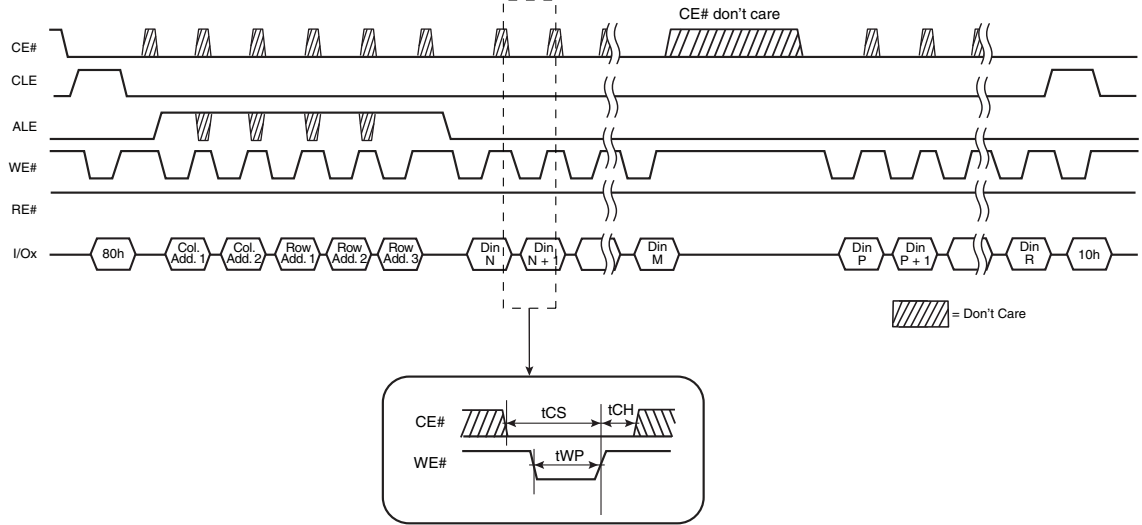 CE# don't care
CE#
CLE
ALE
WE#
RE#
I/Ox
80h
Col.
Add. 1
Col.
Add. 2
Row
Add. 1
Row
Add. 2
Row
Add. 3
Din
N
Din
N + 1
Din
M
Din
P
Din
P + 1
Din
R
10h
= Don't Care
CE#
tCS
tCH
WE#
tWP